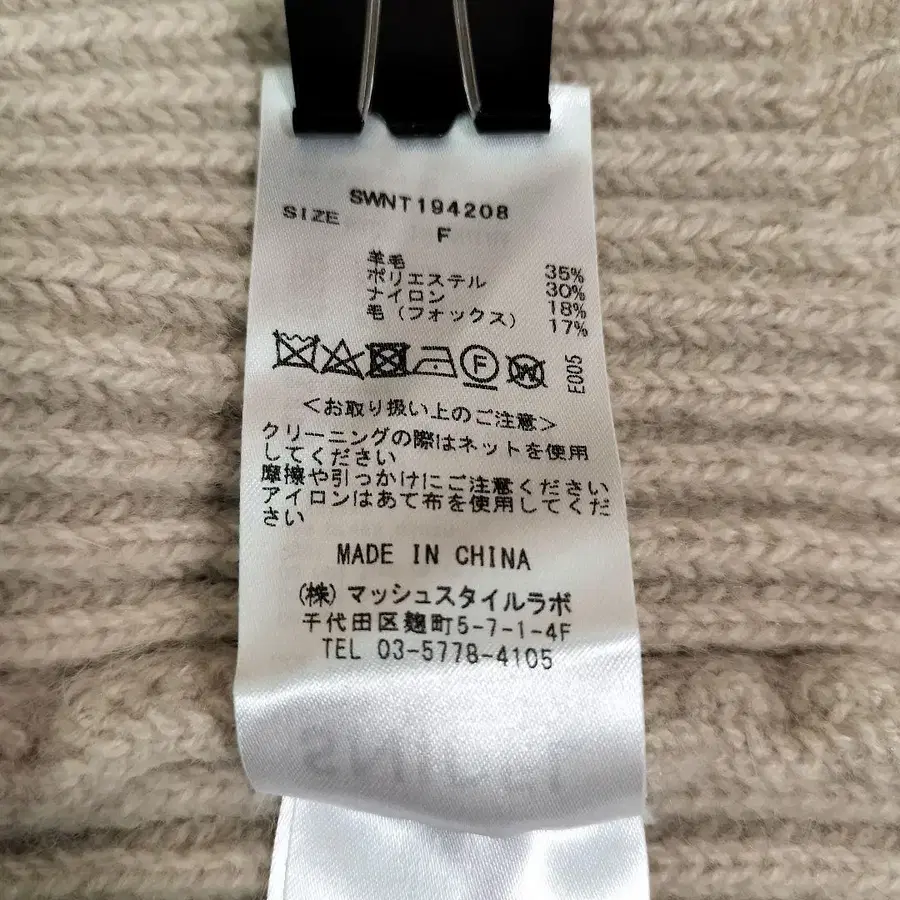 SWNT194208
SIZE
F
羊毛 35%
ポリエステル 30%
ナイロン 18%
毛(フォックス) 17%
F W E005
<お取り扱い上のご注意>
クリーニングの際はネットを使用
してください
摩擦や引っかけにご注意ください
アイロンはあて布を使用してくだ
さい
MADE IN CHINA
(株)マッシュスタイルラボ
千代田区麹町5-7-1-4F
TEL 03-5778-4105